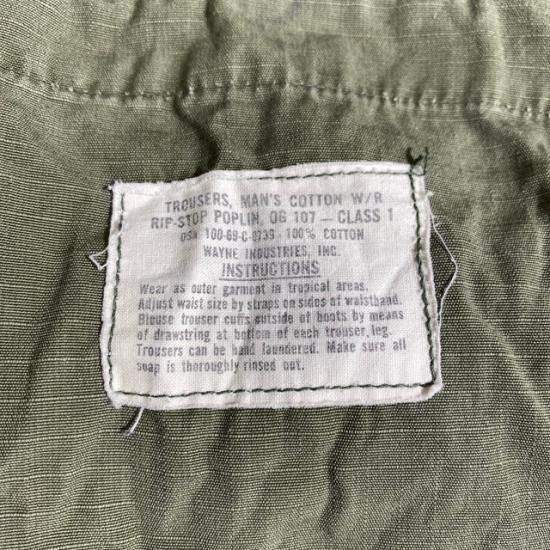 TROUSERS, MAN'S COTTON W/R
RIP-STOP POPLIN, OG 107 — CLASS 1
DSA 100-69-C- 100% COTTON
WAYNE INDUSTRIES, INC.
INSTRUCTIONS
Wear as outer garment in tropical areas.
Adjust waist size by straps on sides of waistband.
Blouse trouser cuffs outside of boots by means
of drawstring at bottom of each trouser leg.
Trousers can be hand laundered. Make sure all
soap is thoroughly rinsed out.